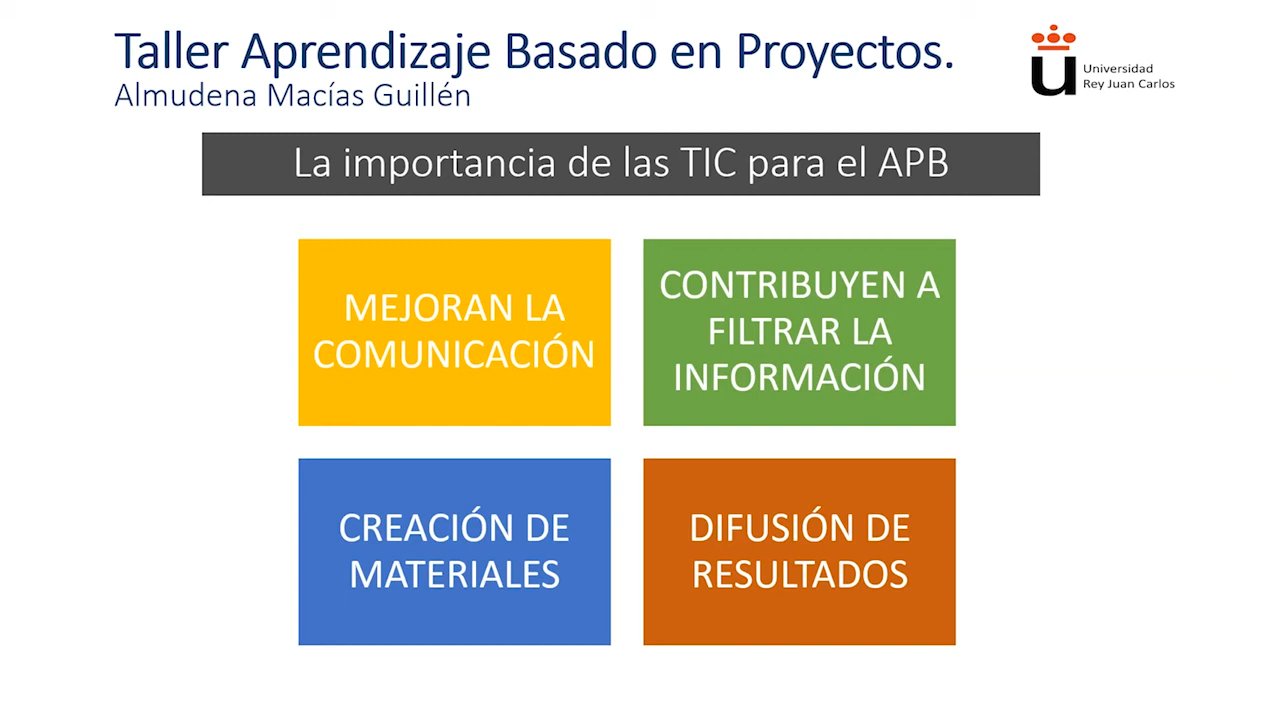 Taller Aprendizaje Basado en Proyectos.
Almudena Macías Guillén
Universidad
Rey Juan Carlos
La importancia de las TIC para el APB
MEJORAN LA
COMUNICACIÓN
CONTRIBUYEN A
FILTRAR LA
INFORMACIÓN
CREACIÓN DE
MATERIALES
DIFUSIÓN DE
RESULTADOS